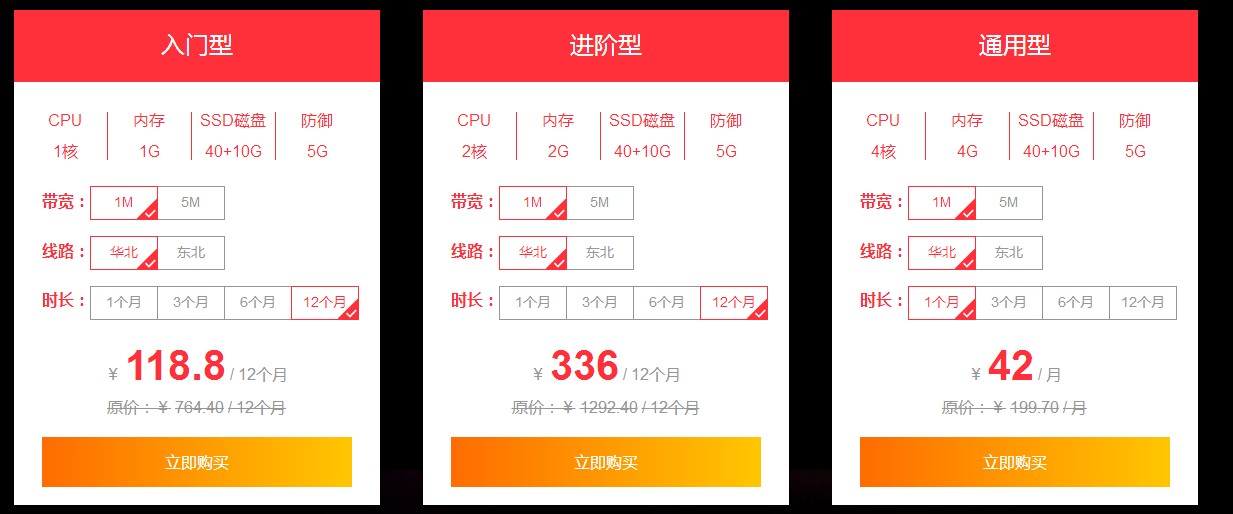 入门型
CPU 内存 SSD磁盘 防御
1核 1G 40+10G 5G
带宽： 1M 5M
线路： 华北 东北
时长： 1个月 3个月 6个月 12个月
¥ 118.8 / 12个月
原价：¥ 764.40 / 12个月
立即购买
进阶型
CPU 内存 SSD磁盘 防御
2核 2G 40+10G 5G
带宽： 1M 5M
线路： 华北 东北
时长： 1个月 3个月 6个月 12个月
¥ 336 / 12个月
原价：¥ 1292.40 / 12个月
立即购买
通用型
CPU 内存 SSD磁盘 防御
4核 4G 40+10G 5G
带宽： 1M 5M
线路： 华北 东北
时长： 1个月 3个月 6个月 12个月
¥ 42 / 月
原价：¥ 199.70 / 月
立即购买